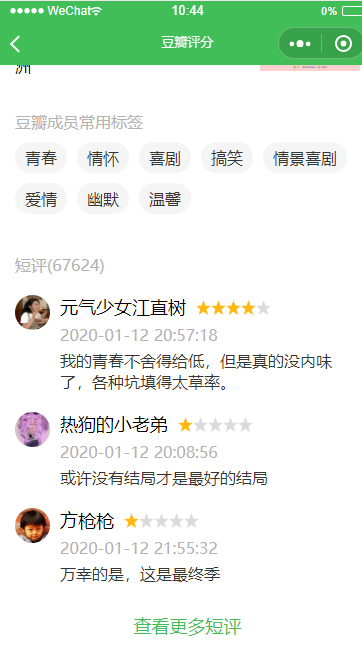 WeChat
10:44
0%
豆瓣评分
洲
豆瓣成员常用标签
青春 情怀 喜剧 搞笑 情景喜剧
爱情 幽默 温馨
短评(67624)
元气少女江直树
2020-01-12 20:57:18
我的青春不舍得给低，但是真的没内味
了，各种坑填得太草率。
热狗的小老弟
2020-01-12 20:08:56
或许没有结局才是最好的结局
方枪枪
2020-01-12 21:55:32
万幸的是，这是最终季
查看更多短评